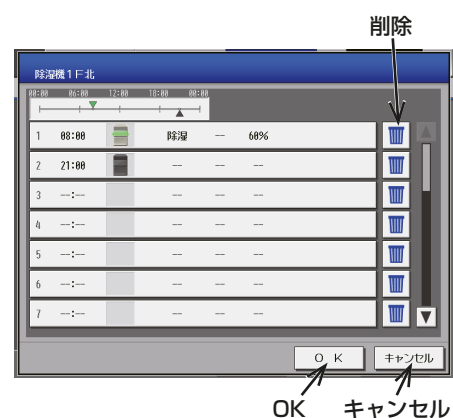 削除
除湿機1F北
00:00 06:00 12:00 18:00 00:00
1 08:00 除湿 -- 60%
2 21:00 -- -- --
3 --:-- -- -- --
4 --:-- -- -- --
5 --:-- -- -- --
6 --:-- -- -- --
7 --:-- -- -- --
OK キャンセル
OK キャンセル